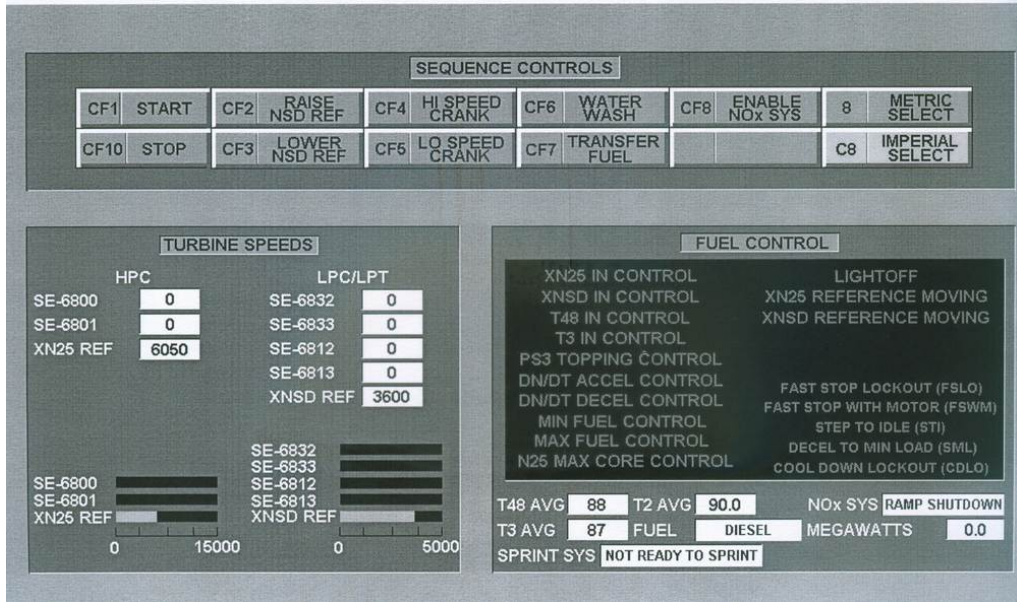 SEQUENCE CONTROLS
CF1 START CF2 RAISE NSD REF CF4 HI SPEED CRANK CF6 WATER WASH CF8 ENABLE NOx SYS 8 METRIC SELECT
CF10 STOP CF3 LOWER NSD REF CF5 LO SPEED CRANK CF7 TRANSFER FUEL C8 IMPERIAL SELECT
TURBINE SPEEDS
HPC LPC/LPT
SE-6800 0 SE-6832 0
SE-6801 0 SE-6833 0
XN25 REF 6050 SE-6812 0
SE-6813 0
XNSD REF 3600
SE-6832
SE-6833
SE-6800 SE-6812
SE-6801 SE-6813
XN25 REF XNSD REF
0 15000 0 5000
FUEL CONTROL
XN25 IN CONTROL LIGHTOFF
XNSD IN CONTROL XN25 REFERENCE MOVING
T48 IN CONTROL XNSD REFERENCE MOVING
T3 IN CONTROL
PS3 TOPPING CONTROL
DN/DT ACCEL CONTROL FAST STOP LOCKOUT (FSLO)
DN/DT DECEL CONTROL FAST STOP WITH MOTOR (FSWM)
MIN FUEL CONTROL STEP TO IDLE (STI)
MAX FUEL CONTROL DECEL TO MIN LOAD (SML)
N25 MAX CORE CONTROL COOL DOWN LOCKOUT (CDLO)
T48 AVG 88 T2 AVG 90.0 NOx SYS RAMP SHUTDOWN
T3 AVG 87 FUEL DIESEL MEGAWATTS 0.0
SPRINT SYS NOT READY TO SPRINT